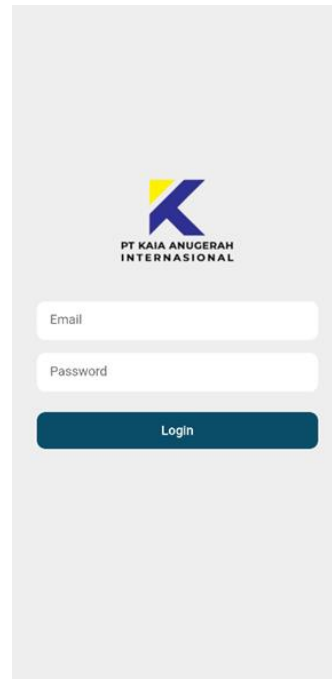 PT KAIA ANUGERAH
INTERNASIONAL
Email
Password
Login